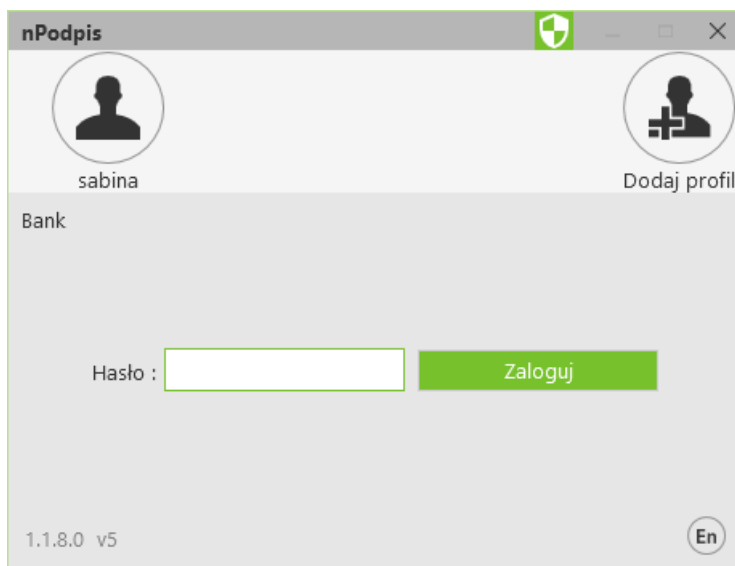 nPodpis
sabina
Dodaj profil
Bank
Hasło :
Zaloguj
1.1.8.0 v5
En